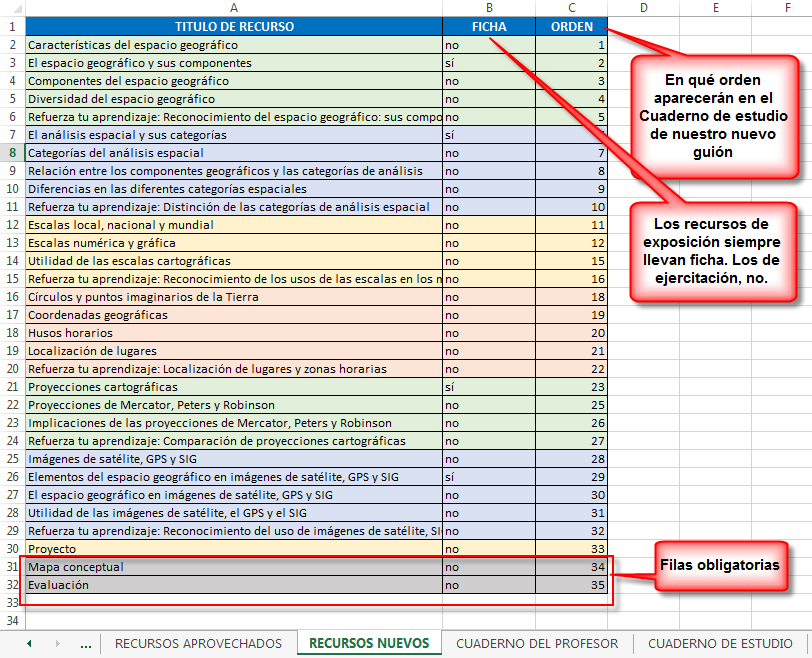 A B C D E F
1 TITULO DE RECURSO FICHA ORDEN
2 Características del espacio geográfico no 1
3 El espacio geográfico y sus componentes sí 2
4 Componentes del espacio geográfico no 3
5 Diversidad del espacio geográfico no 4
6 Refuerza tu aprendizaje: Reconocimiento del espacio geográfico: sus compo no 5
7 El análisis espacial y sus categorías sí
8 Categorías del análisis espacial no 7
9 Relación entre los componentes geográficos y las categorías de análisis no 8
10 Diferencias en las diferentes categorías espaciales no 9
11 Refuerza tu aprendizaje: Distinción de las categorías de análisis espacial no 10
12 Escalas local, nacional y mundial no 11
13 Escalas numérica y gráfica no 12
14 Utilidad de las escalas cartográficas no 15
15 Refuerza tu aprendizaje: Reconocimiento de los usos de las escalas en los m no 16
16 Círculos y puntos imaginarios de la Tierra no 18
17 Coordenadas geográficas no 19
18 Husos horarios no 20
19 Localización de lugares no 21
20 Refuerza tu aprendizaje: Localización de lugares y zonas horarias no 22
21 Proyecciones cartográficas sí 23
22 Proyecciones de Mercator, Peters y Robinson no 25
23 Implicaciones de las proyecciones de Mercator, Peters y Robinson no 26
24 Refuerza tu aprendizaje: Comparación de proyecciones cartográficas no 27
25 Imágenes de satélite, GPS y SIG no 28
26 Elementos del espacio geográfico en imágenes de satélite, GPS y SIG sí 29
27 El espacio geográfico en imágenes de satélite, GPS y SIG no 30
28 Utilidad de las imágenes de satélite, el GPS y el SIG no 31
29 Refuerza tu aprendizaje: Reconocimiento del uso de imágenes de satélite, SI no 32
30 Proyecto no 33
31 Mapa conceptual no 34
32 Evaluación no 35
33
34
En qué orden
aparecerán en el
Cuaderno de estudio
de nuestro nuevo
guión
Los recursos de
exposición siempre
llevan ficha. Los de
ejercitación, no.
Filas obligatorias
... RECURSOS APROVECHADOS RECURSOS NUEVOS CUADERNO DEL PROFESOR CUADERNO DE ESTUDIO